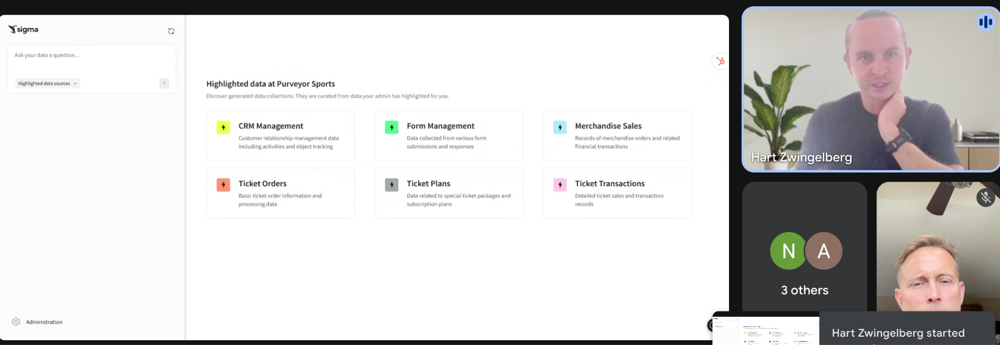 sigma
Ask your data a question...
Highlighted data sources
Administration
Highlighted data at Purveyor Sports
Discover generated data collections. They are curated from data your admin has highlighted for you.
CRM Management
Customer relationship management data
including activities and object tracking
Form Management
Data collected from various form
submissions and responses
Merchandise Sales
Records of merchandise orders and related
financial transactions
Ticket Orders
Basic ticket order information and
processing data
Ticket Plans
Data related to special ticket packages and
subscription plans
Ticket Transactions
Detailed ticket sales and transaction
records
Hart Zwingelberg
N
A
3 others
Hart Zwingelberg started